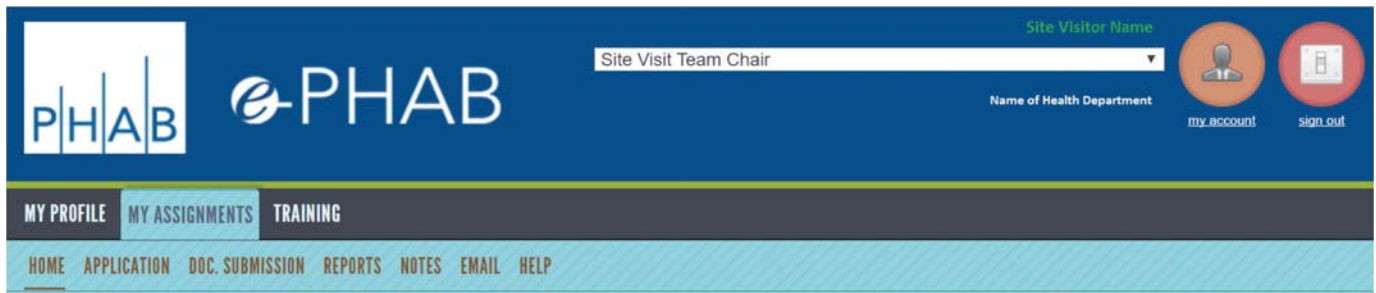 Site Visitor Name
Site Visit Team Chair
PHAB
e-PHAB
Name of Health Department
my account
sign out
MY PROFILE MY ASSIGNMENTS TRAINING
HOME APPLICATION DOC. SUBMISSION REPORTS NOTES EMAIL HELP